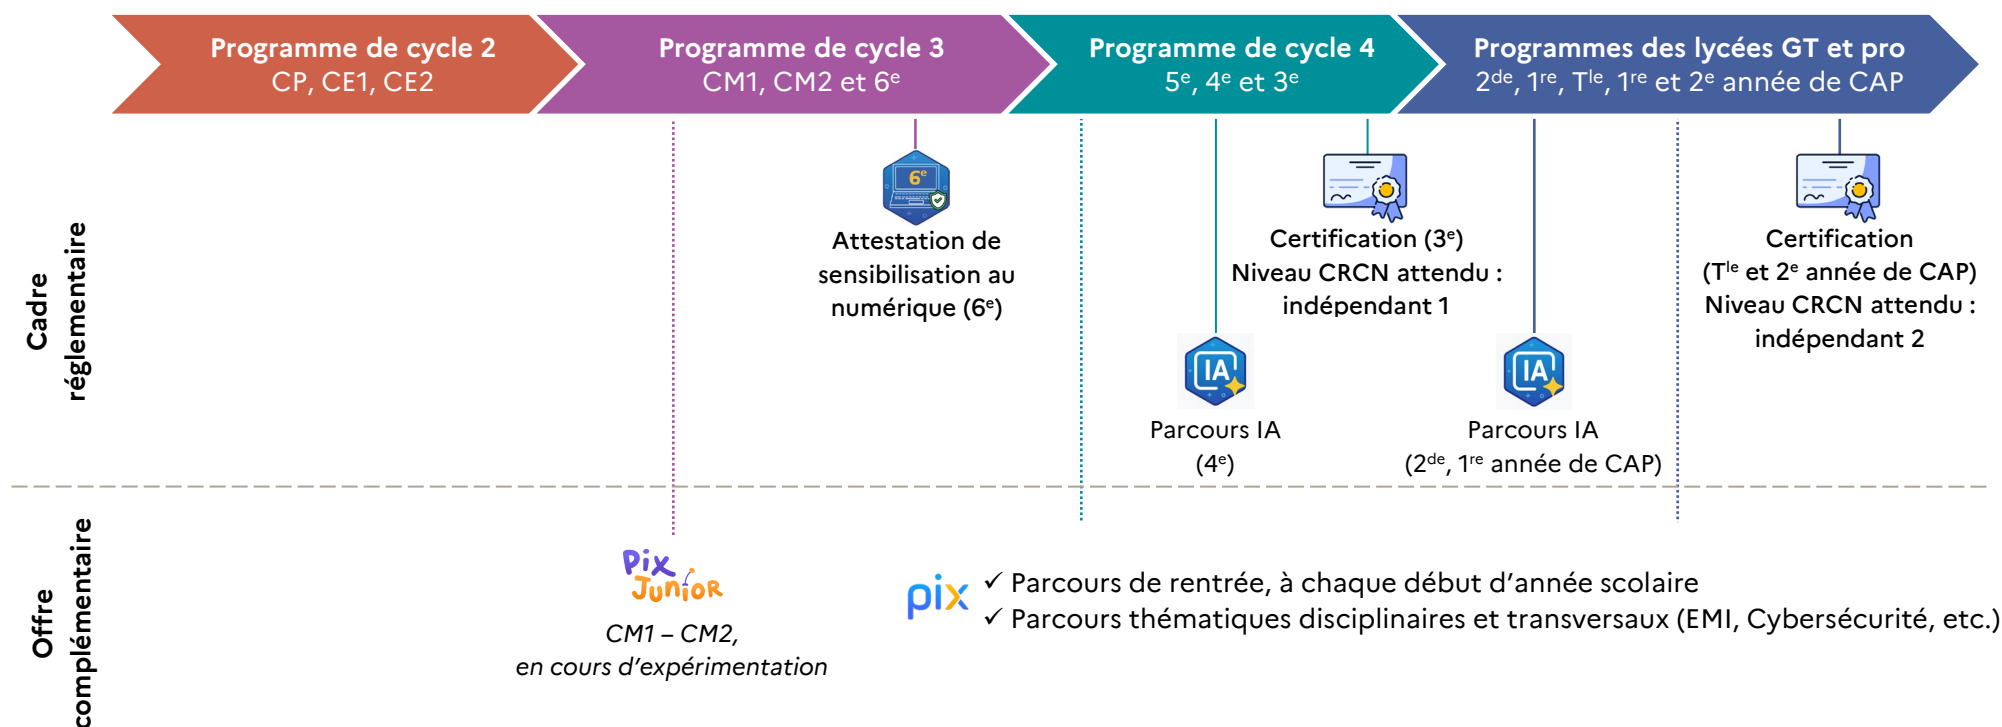 Programme de cycle 2
CP, CE1, CE2
Programme de cycle 3
CM1, CM2 et 6e
Programme de cycle 4
5e, 4e et 3e
Programmes des lycées GT et pro
2de, 1re, Tle, 1re et 2e année de CAP
Cadre
réglementaire
6e
Attestation de
sensibilisation au
numérique (6e)
Certification (3e)
Niveau CRCN attendu :
indépendant 1
Certification
(Tle et 2e année de CAP)
Niveau CRCN attendu :
indépendant 2
IA
Parcours IA
(4e)
IA
Parcours IA
(2de, 1re année de CAP)
Offre
complémentaire
Pix
Junior
CM1 – CM2,
en cours d’expérimentation
pix
✓ Parcours de rentrée, à chaque début d’année scolaire
✓ Parcours thématiques disciplinaires et transversaux (EMI, Cybersécurité, etc.)